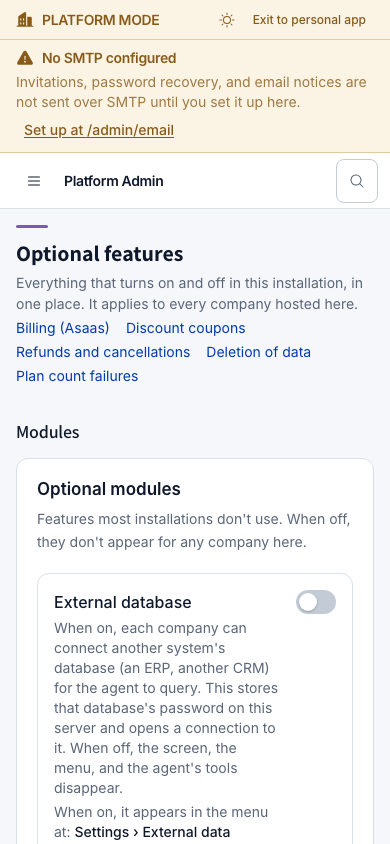 PLATFORM MODE
Exit to personal app
No SMTP configured
Invitations, password recovery, and email notices are
not sent over SMTP until you set it up here.
Set up at /admin/email
Platform Admin
Optional features
Everything that turns on and off in this installation, in
one place. It applies to every company hosted here.
Billing (Asaas) Discount coupons
Refunds and cancellations Deletion of data
Plan count failures
Modules
Optional modules
Features most installations don't use. When off,
they don't appear for any company here.
External database
When on, each company can
connect another system's
database (an ERP, another CRM)
for the agent to query. This stores
that database's password on this
server and opens a connection to
it. When off, the screen, the
menu, and the agent's tools
disappear.
When on, it appears in the menu
at: Settings › External data